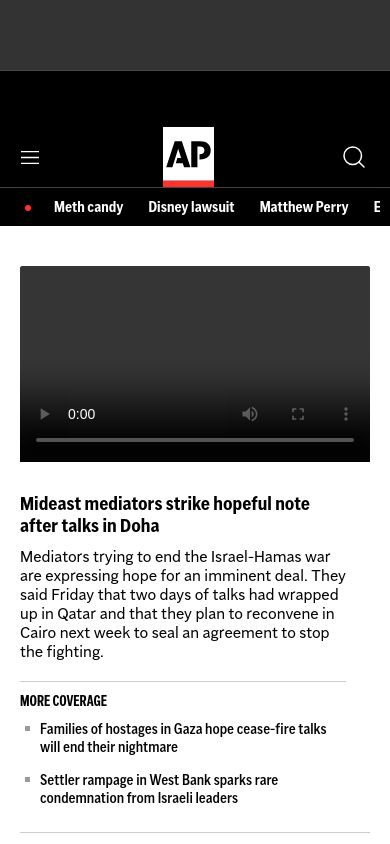 AP
Meth candy Disney lawsuit Matthew Perry E
0:00
Mideast mediators strike hopeful note
after talks in Doha
Mediators trying to end the Israel-Hamas war
are expressing hope for an imminent deal. They
said Friday that two days of talks had wrapped
up in Qatar and that they plan to reconvene in
Cairo next week to seal an agreement to stop
the fighting.
MORE COVERAGE
Families of hostages in Gaza hope cease-fire talks
will end their nightmare
Settler rampage in West Bank sparks rare
condemnation from Israeli leaders